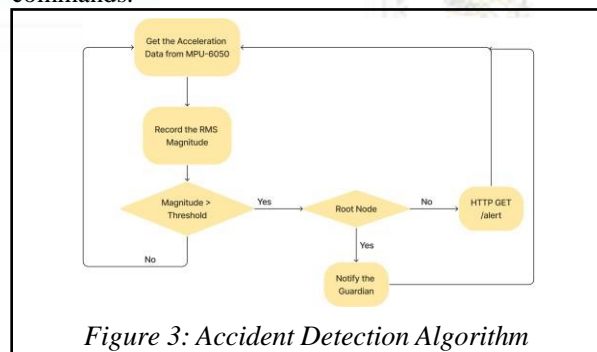 commands.
Get the Acceleration
Data from MPU-6050
Record the RMS
Magnitude
Magnitude >
Threshold
Yes
Root Node
No
HTTP GET
/alert
No
Yes
Notify the
Guardian
Figure 3: Accident Detection Algorithm